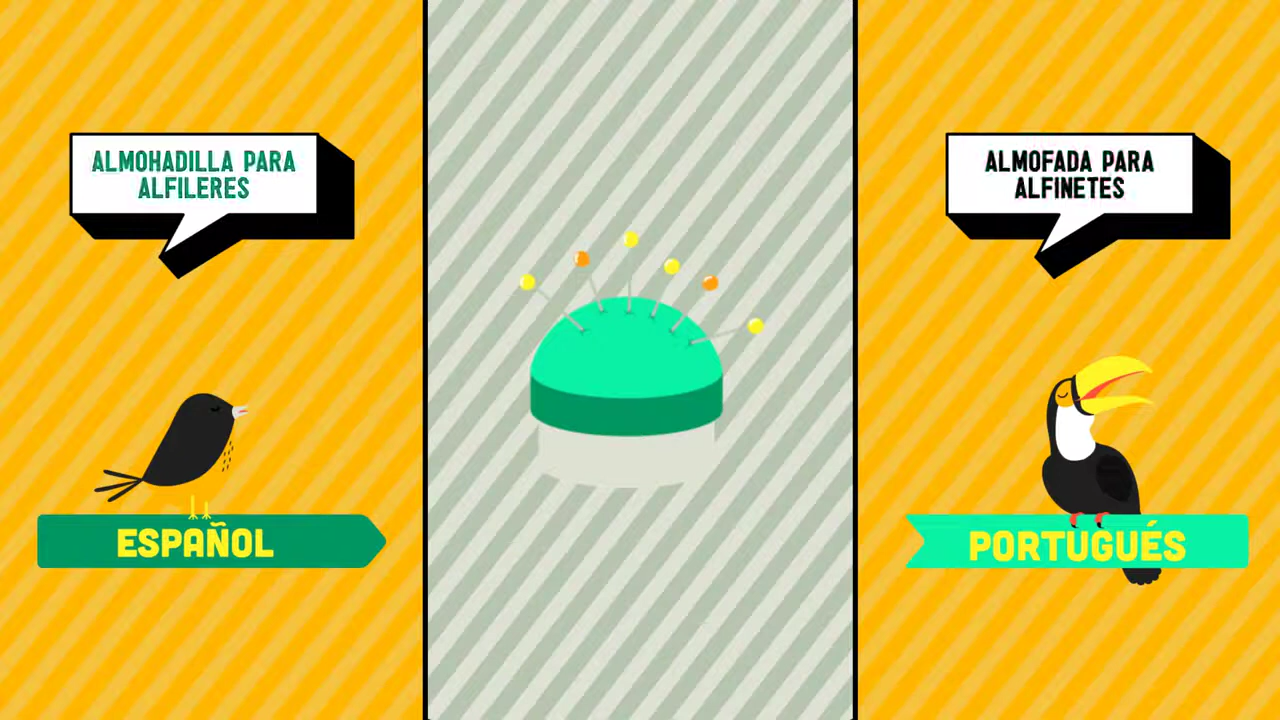 ALMOHADILLA PARA
ALFILERES
ESPAÑOL
ALMOFADA PARA
ALFINETES
PORTUGUÉS